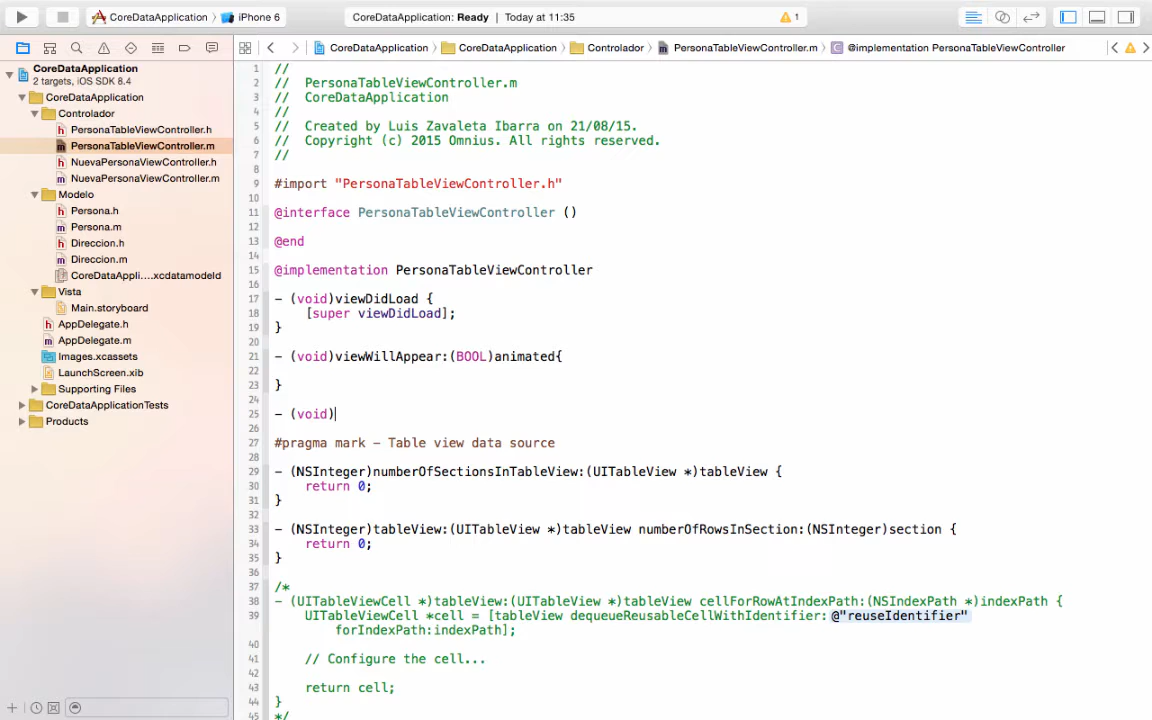 CoreDataApplication 〉 iPhone 6
CoreDataApplication: Ready | Today at 11:35
1
CoreDataApplication 〉 CoreDataApplication 〉 Controlador 〉 PersonaTableViewController.m 〉 @implementation PersonaTableViewController
CoreDataApplication
2 targets, iOS SDK 8.4
CoreDataApplication
Controlador
PersonaTableViewController.h
PersonaTableViewController.m
NuevaPersonaViewController.h
NuevaPersonaViewController.m
Modelo
Persona.h
Persona.m
Direccion.h
Direccion.m
CoreDataAppli....xcdatamodeld
Vista
Main.storyboard
AppDelegate.h
AppDelegate.m
Images.xcassets
LaunchScreen.xib
Supporting Files
CoreDataApplicationTests
Products
1 //
2 // PersonaTableViewController.m
3 // CoreDataApplication
4 //
5 // Created by Luis Zavaleta Ibarra on 21/08/15.
6 // Copyright (c) 2015 Omnius. All rights reserved.
7 //
8
9 #import "PersonaTableViewController.h"
10
11 @interface PersonaTableViewController ()
12
13 @end
14
15 @implementation PersonaTableViewController
16
17 - (void)viewDidLoad {
18 [super viewDidLoad];
19 }
20
21 - (void)viewWillAppear:(BOOL)animated{
22
23 }
24
25 - (void)
26
27 #pragma mark - Table view data source
28
29 - (NSInteger)numberOfSectionsInTableView:(UITableView *)tableView {
30 return 0;
31 }
32
33 - (NSInteger)tableView:(UITableView *)tableView numberOfRowsInSection:(NSInteger)section {
34 return 0;
35 }
36
37 /*
38 - (UITableViewCell *)tableView:(UITableView *)tableView cellForRowAtIndexPath:(NSIndexPath *)indexPath {
39 UITableViewCell *cell = [tableView dequeueReusableCellWithIdentifier:@"reuseIdentifier"
forIndexPath:indexPath];
40
41 // Configure the cell...
42
43 return cell;
44 }
45 */